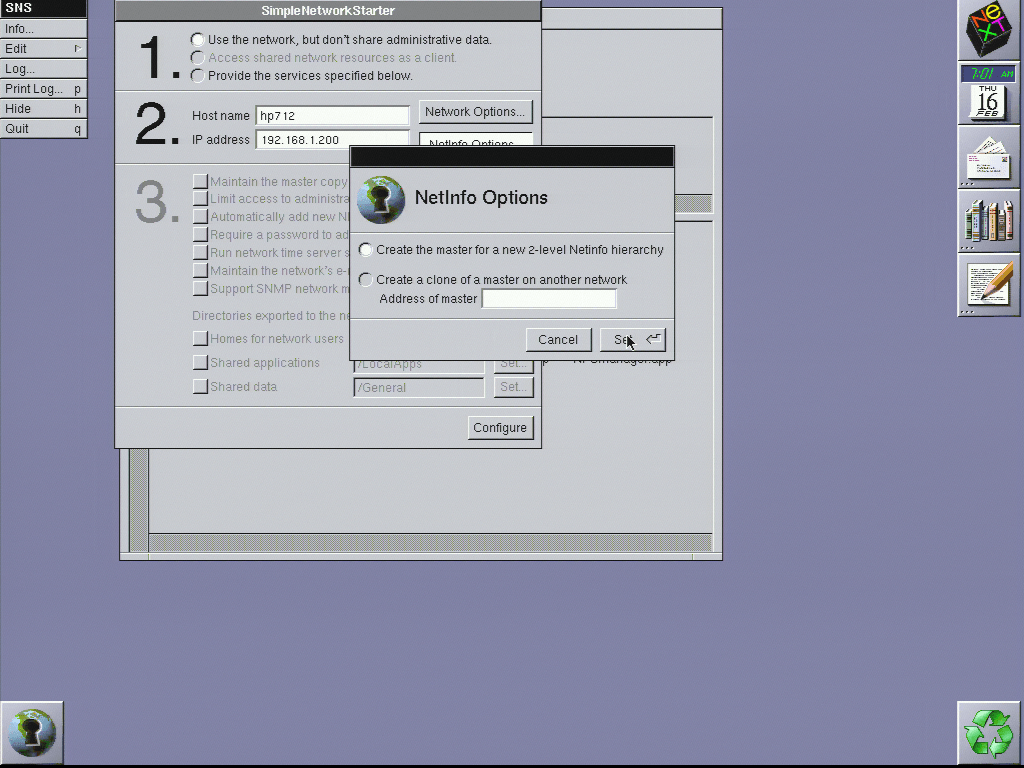 SNS
Info...
Edit
Log...
Print Log... p
Hide h
Quit q
SimpleNetworkStarter
1.
Use the network, but don't share administrative data.
Access shared network resources as a client.
Provide the services specified below.
2.
Host name hp712
Network Options...
IP address 192.168.1.200
NetInfo Options...
3.
Maintain the master copy
Limit access to administra
Automatically add new N
Require a password to ad
Run network time server s
Maintain the network's e-
Support SNMP network m
Directories exported to the ne
Homes for network users
Shared applications /LocalApps Set...
Shared data /General Set...
Configure
NetInfo Options
Create the master for a new 2-level Netinfo hierarchy
Create a clone of a master on another network
Address of master
Cancel
Set
NeXT
7:01 AM
THU
16
FEB